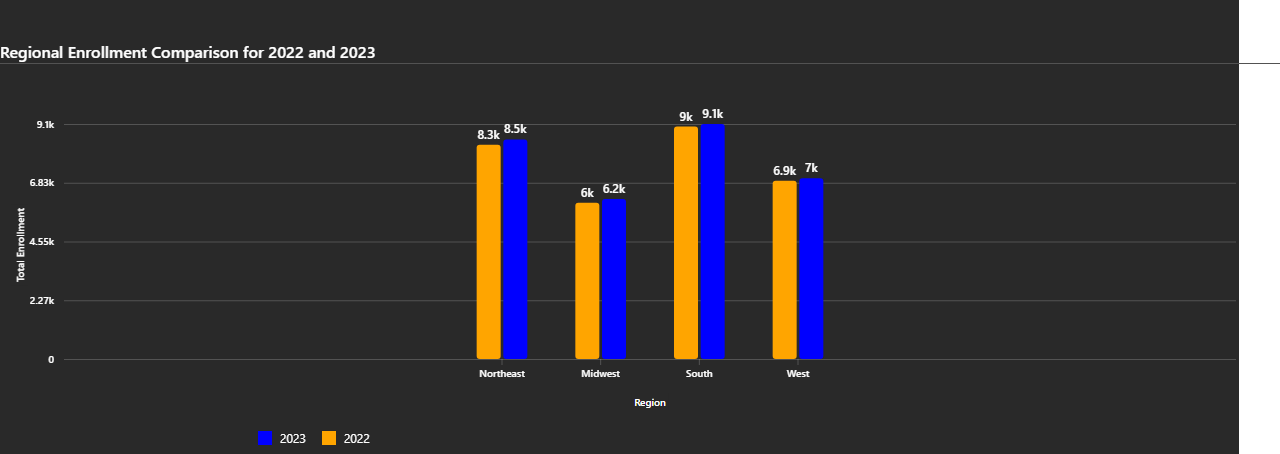 Regional Enrollment Comparison for 2022 and 2023
9.1k
6.83k
4.55k
2.27k
0
Total Enrollment
8.3k 8.5k
6k 6.2k
9k 9.1k
6.9k 7k
Northeast Midwest South West
Region
2023 2022